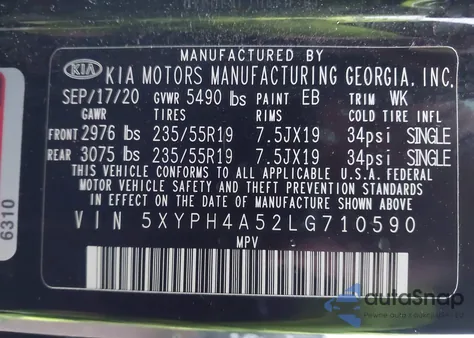 MANUFACTURED BY
KIA KIA MOTORS MANUFACTURING GEORGIA, INC.
SEP/17/20 GVWR 5490 lbs PAINT EB TRIM WK
GAWR TIRES RIMS COLD TIRE INFL
FRONT 2976 lbs 235/55R19 7.5JX19 34psi SINGLE
REAR 3075 lbs 235/55R19 7.5JX19 34psi SINGLE
THIS VEHICLE CONFORMS TO ALL APPLICABLE U.S.A. FEDERAL
MOTOR VEHICLE SAFETY AND THEFT PREVENTION STANDARDS
IN EFFECT ON THE DATE OF MANUFACTURE SHOWN ABOVE.
VIN 5XYPH4A52LG710590
MPV
6310
autoSnap